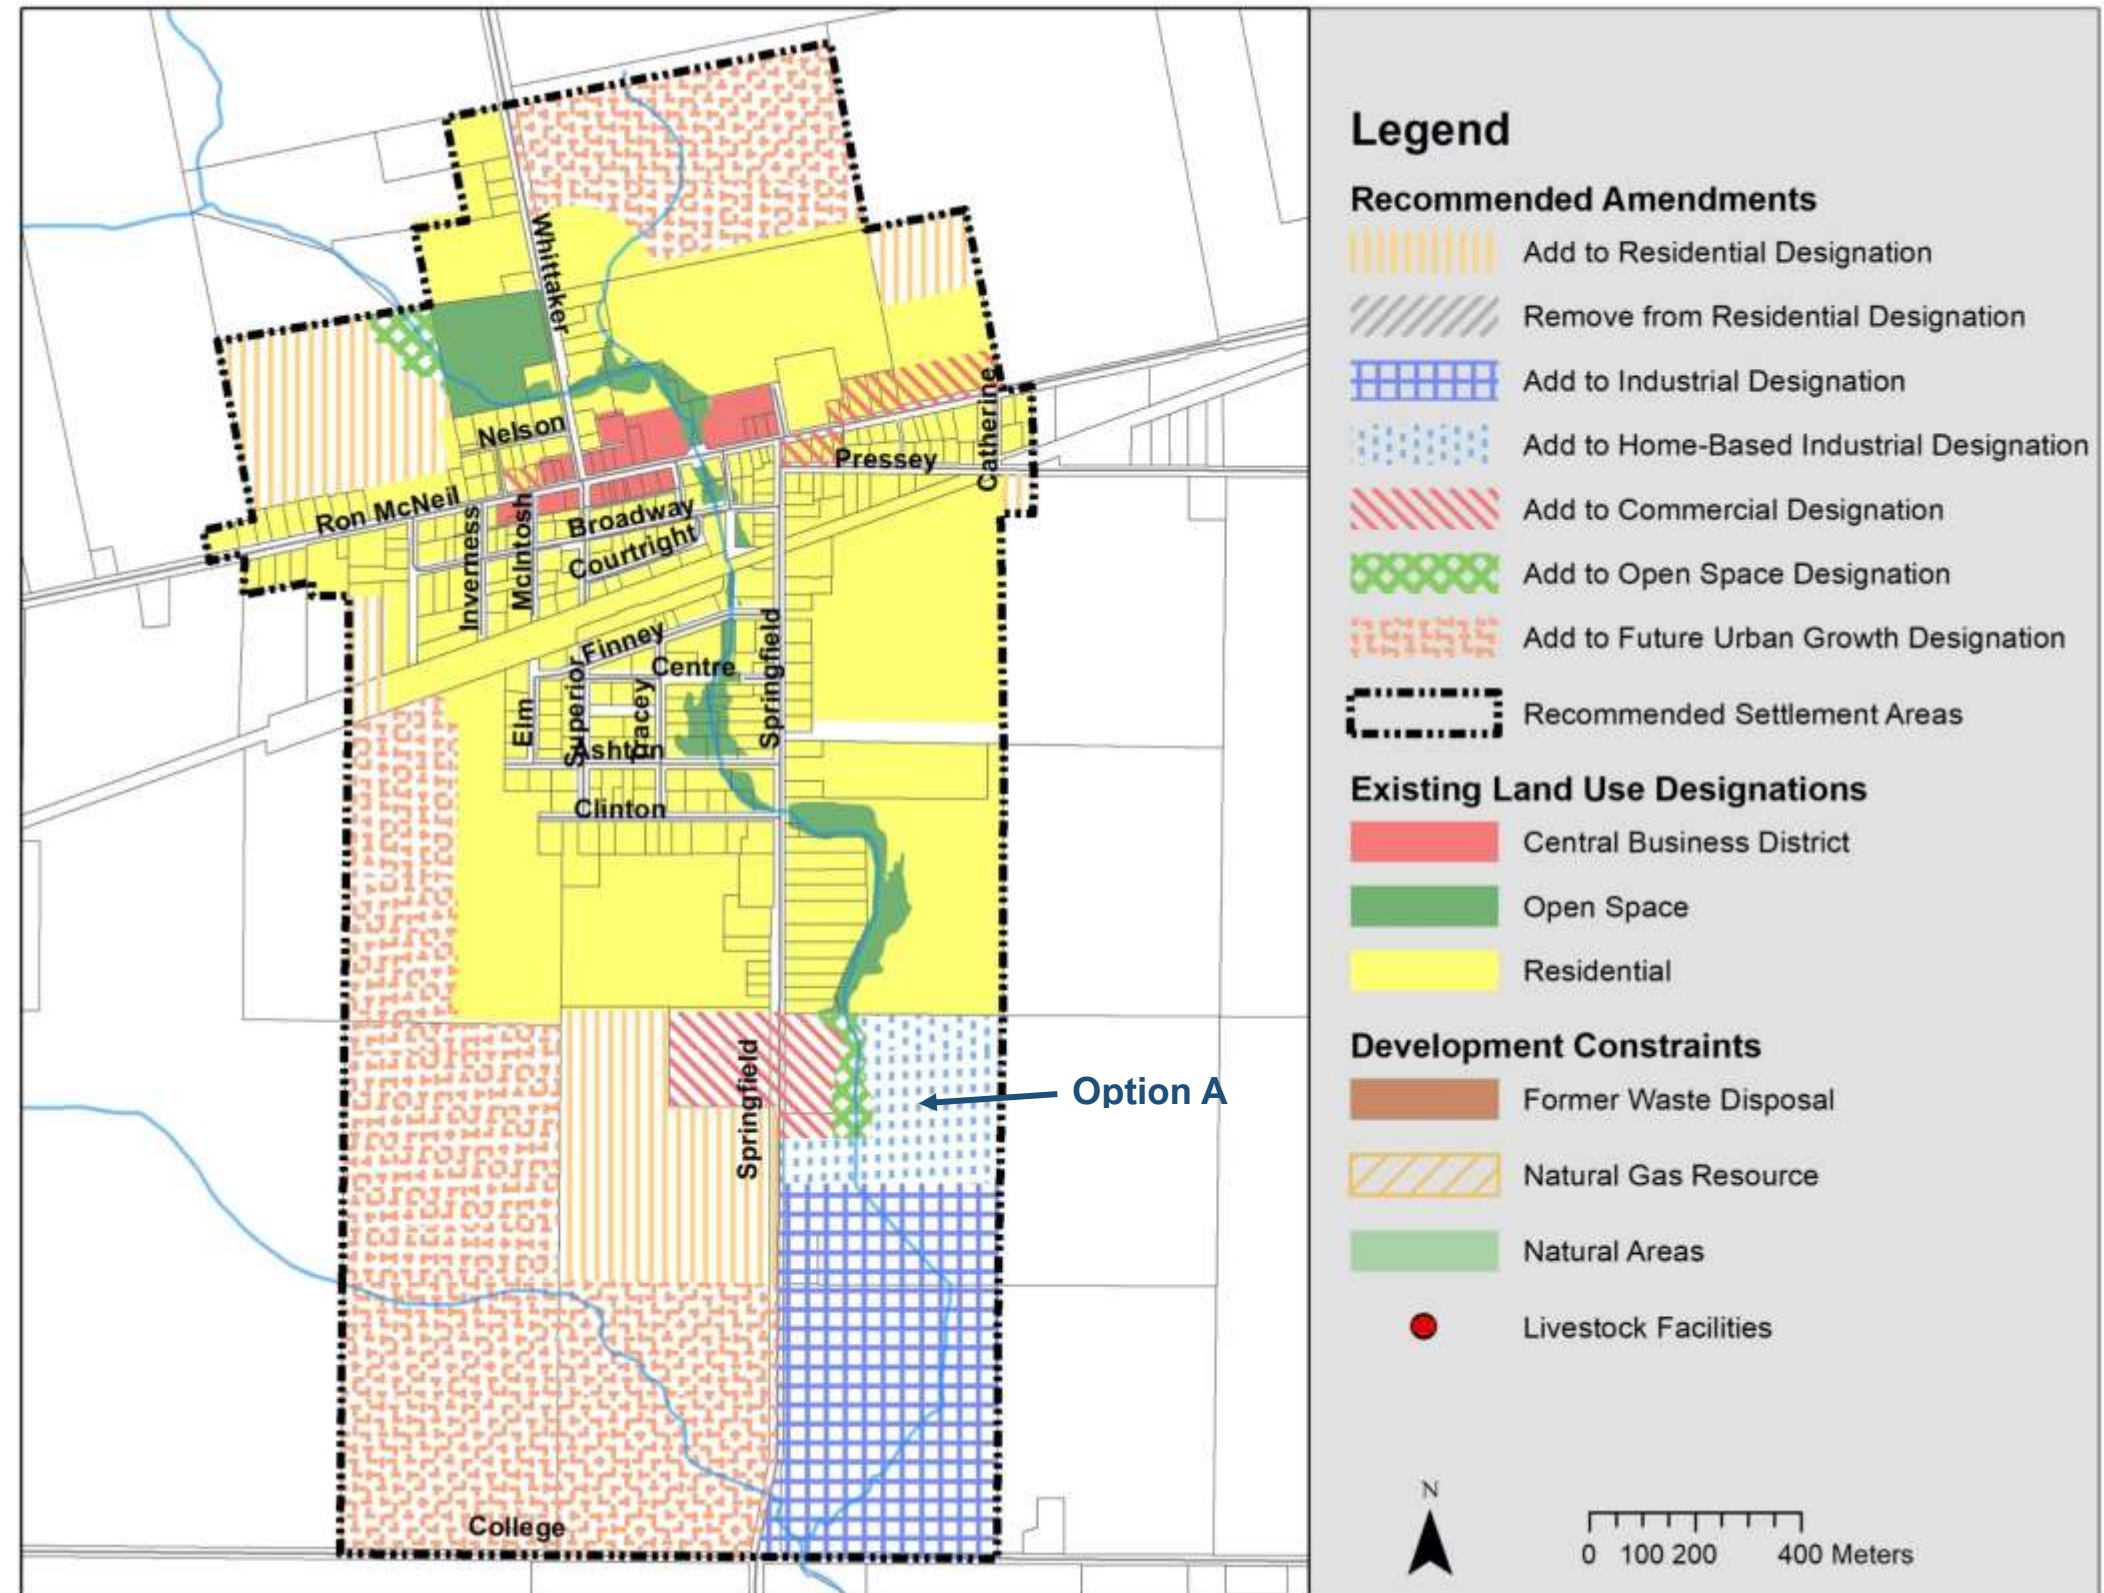 Whittaker
Nelson
Ron McNeil
Inverness
McIntosh
Broadway
Courtright
Pressey
Catherine
Finney
Centre
Springfield
Elm
Superior
Tracey
Ashton
Clinton
Springfield
Option A
College
Legend
Recommended Amendments
Add to Residential Designation
Remove from Residential Designation
Add to Industrial Designation
Add to Home-Based Industrial Designation
Add to Commercial Designation
Add to Open Space Designation
Add to Future Urban Growth Designation
Recommended Settlement Areas
Existing Land Use Designations
Central Business District
Open Space
Residential
Development Constraints
Former Waste Disposal
Natural Gas Resource
Natural Areas
Livestock Facilities
N
0 100 200 400 Meters